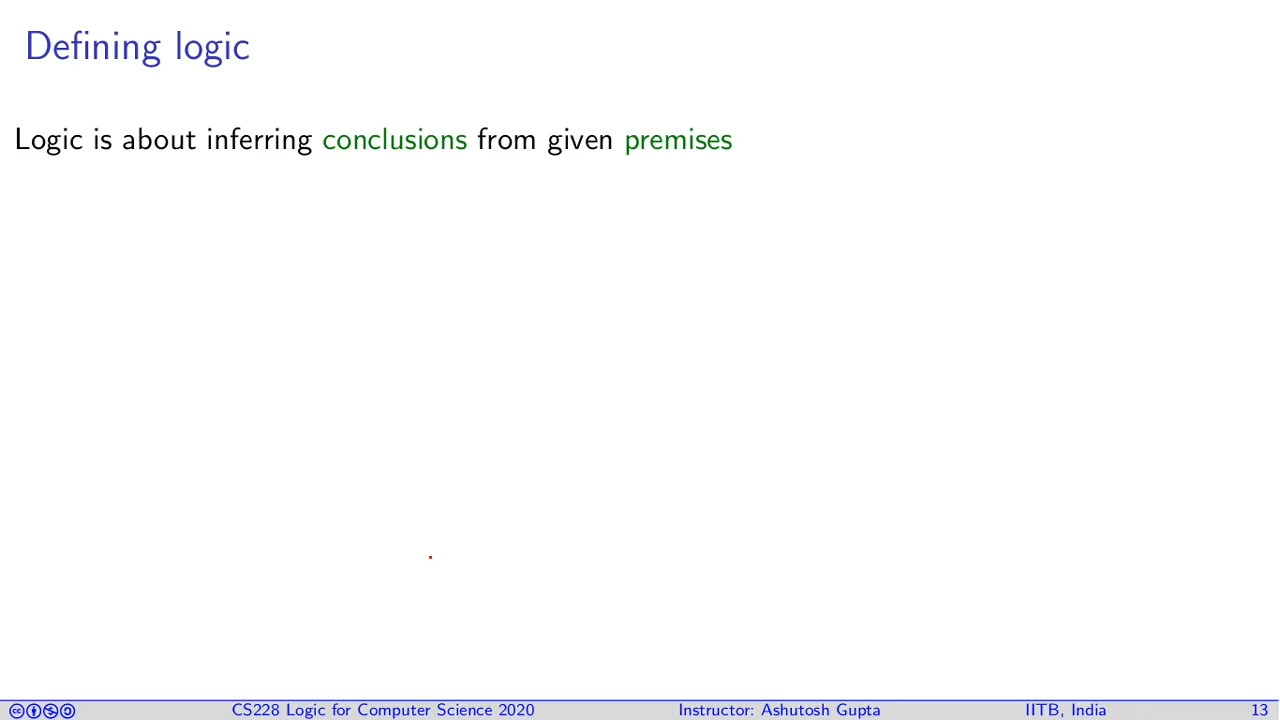 Defining logic
Logic is about inferring conclusions from given premises
CS228 Logic for Computer Science 2020 Instructor: Ashutosh Gupta IITB, India 13